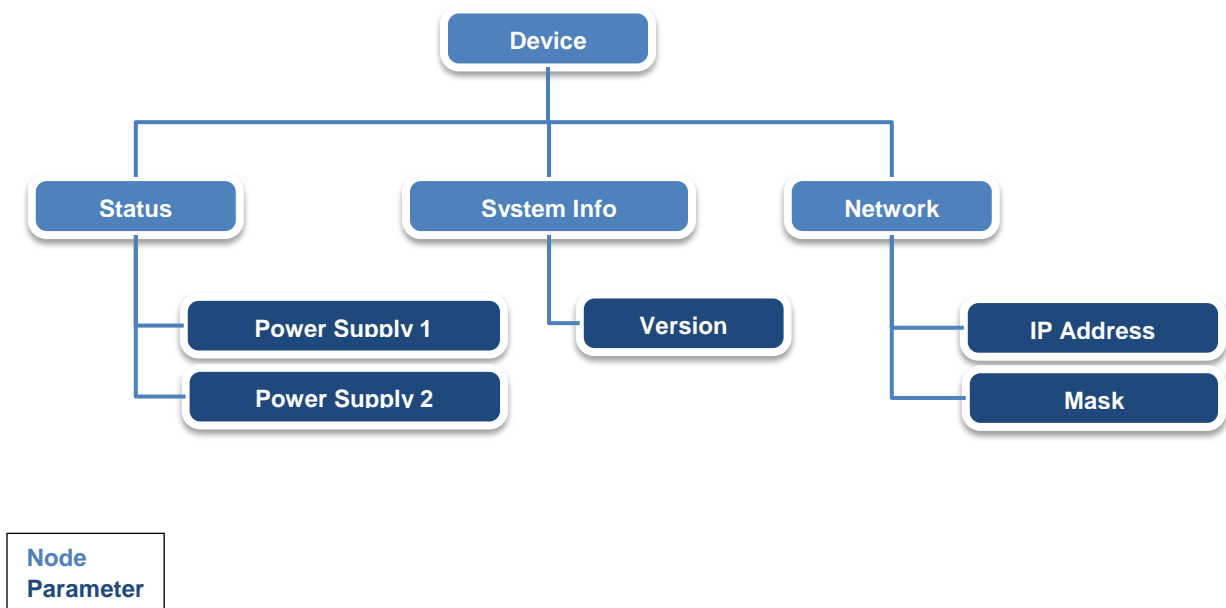 Device
Status
System Info
Network
Power Supply 1
Version
IP Address
Power Supply 2
Mask
Node
Parameter